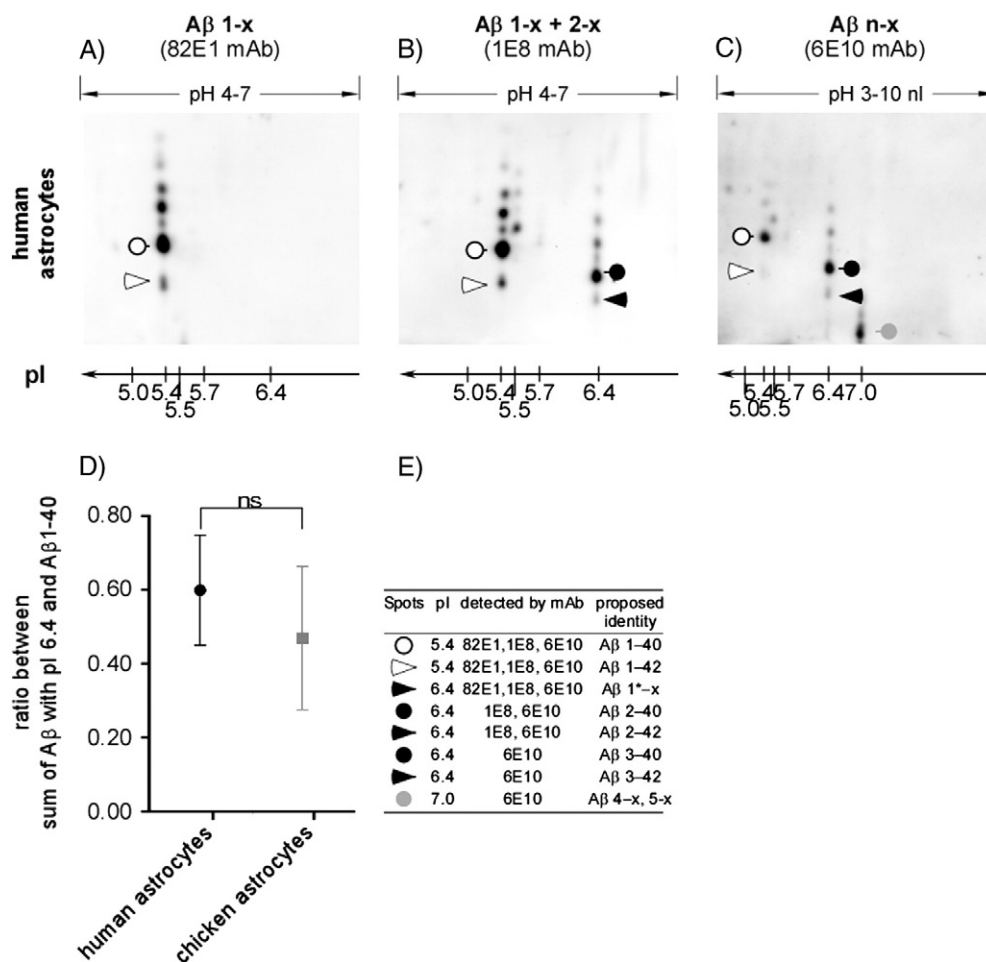 Aβ 1-x
(82E1 mAb)
Aβ 1-x + 2-x
(1E8 mAb)
Aβ n-x
(6E10 mAb)
A)
B)
C)
pH 4-7
pH 4-7
pH 3-10 nl
human
astrocytes
pI
5.0 5.4 5.7 6.4
5.5
5.0 5.4 5.7 6.4
5.5
5.4 5.7 6.4 7.0
5.0 5.5
D)
ratio between
sum of Aβ with pI 6.4 and Aβ1-40
0.80
0.60
0.40
0.20
0.00
ns
human astrocytes
chicken astrocytes
E)
Spots pI detected by mAb proposed
identity
5.4 82E1,1E8, 6E10 Aβ 1–40
5.4 82E1,1E8, 6E10 Aβ 1–42
6.4 82E1,1E8, 6E10 Aβ 1*–x
6.4 1E8, 6E10 Aβ 2–40
6.4 1E8, 6E10 Aβ 2–42
6.4 6E10 Aβ 3–40
6.4 6E10 Aβ 3–42
7.0 6E10 Aβ 4–x, 5-x